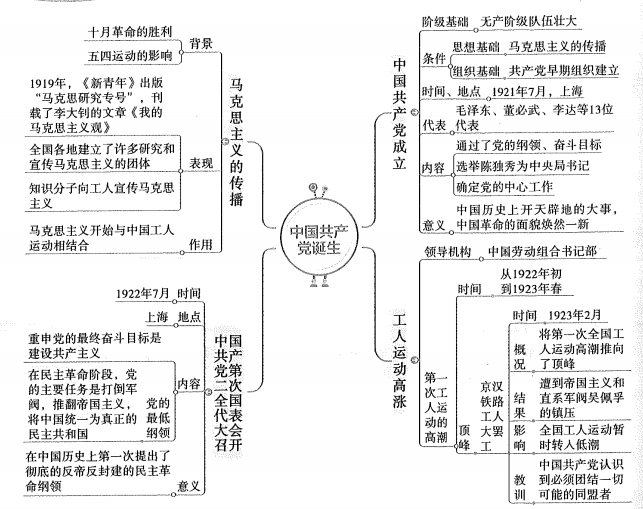 中国共产
党诞生
马克思主义的传播
背景
十月革命的胜利
五四运动的影响
表现
1919年，《新青年》出版
“马克思研究专号”，刊
载了李大钊的文章《我的
马克思主义观》
全国各地建立了许多研究和
宣传马克思主义的团体
知识分子向工人宣传马克思
主义
作用
马克思主义开始与中国工人
运动相结合
中国共产党成立
阶级基础
无产阶级队伍壮大
条件
思想基础
马克思主义的传播
组织基础
共产党早期组织建立
时间、地点
1921年7月，上海
代表
毛泽东、董必武、李达等13位
代表
内容
通过了党的纲领、奋斗目标
选举陈独秀为中央局书记
确定党的中心工作
意义
中国历史上开天辟地的大事，
中国革命的面貌焕然一新
中共党二全代大召
国产第次国表会开
时间
1922年7月
地点
上海
内容
重申党的最终奋斗目标是
建设共产主义
党的
最低
纲领
在民主革命阶段，党
的主要任务是打倒军
阀，推翻帝国主义，
将中国统一为真正的
民主共和国
意义
在中国历史上第一次提出了
彻底的反帝反封建的民主革
命纲领
工人运动高涨
领导机构
中国劳动组合书记部
第一次工人运动的高潮
时间
从1922年初
到1923年春
顶峰
京汉
铁路
工人
大罢
工
时间
1923年2月
概况
将第一次全国工
人运动高潮推向
了顶峰
结果
遭到帝国主义和
直系军阀吴佩孚
的镇压
影响
全国工人运动暂
时转入低潮
教训
中国共产党认识
到必须团结一切
可能的同盟者